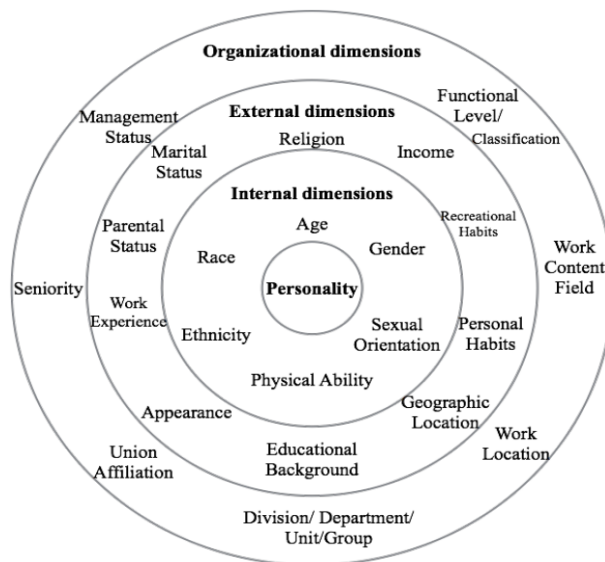 Organizational dimensions
Management
Status
Functional
Level/
Classification
External dimensions
Marital
Status
Religion
Income
Internal dimensions
Parental
Status
Age
Recreational
Habits
Race
Gender
Work
Content
Field
Seniority
Personality
Work
Experience
Ethnicity
Sexual
Orientation
Personal
Habits
Physical Ability
Appearance
Geographic
Location
Union
Affiliation
Educational
Background
Work
Location
Division/ Department/
Unit/Group